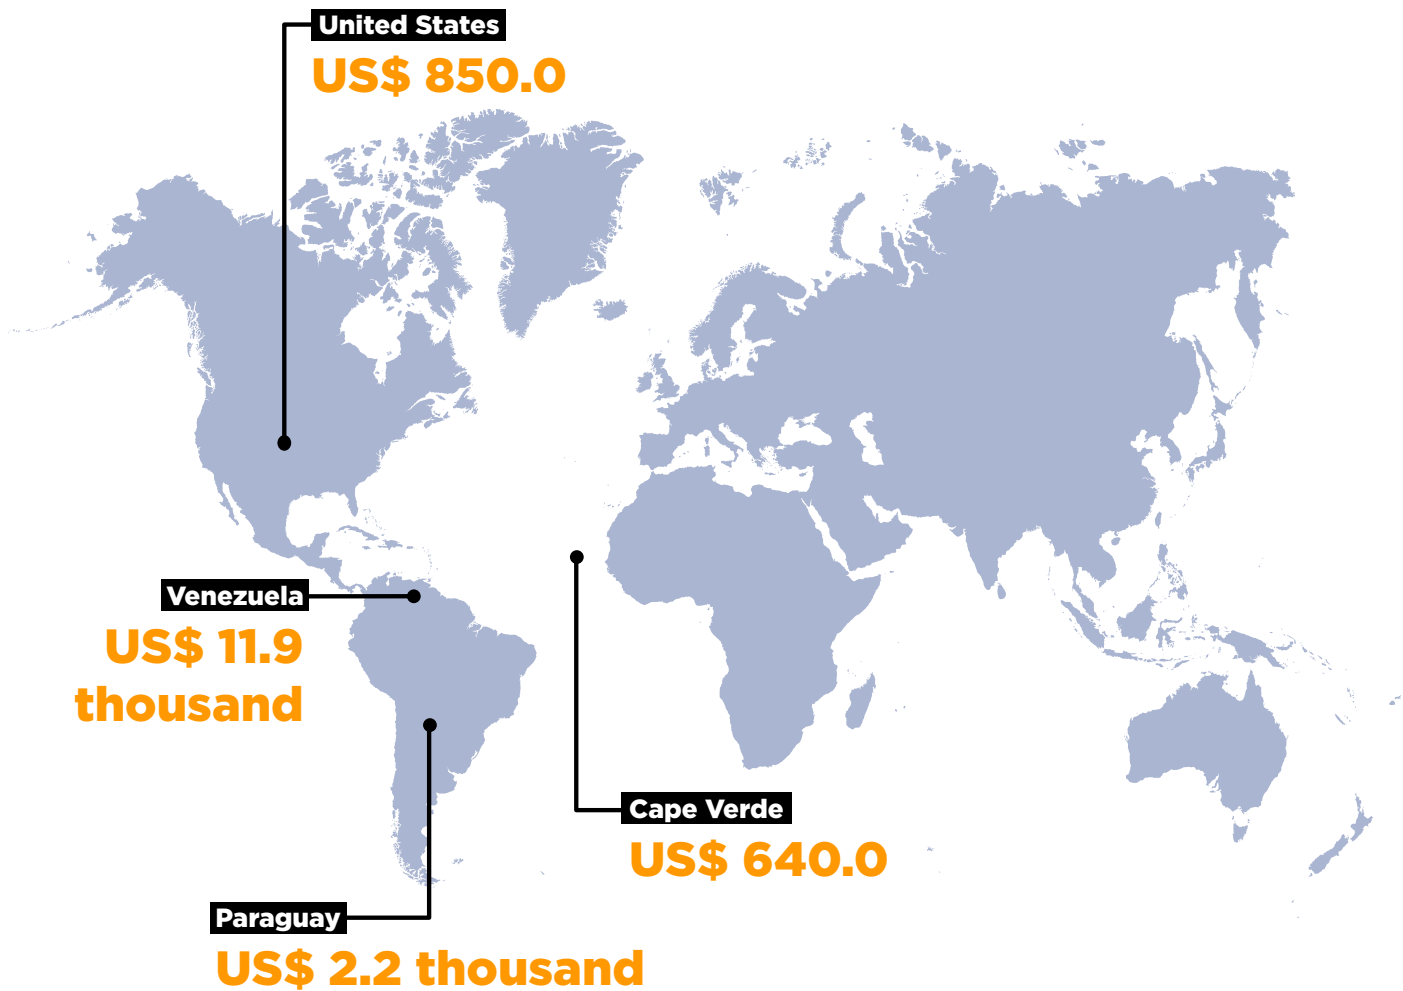 United States
US$ 850.0
Venezuela
US$ 11.9
thousand
Cape Verde
US$ 640.0
Paraguay
US$ 2.2 thousand